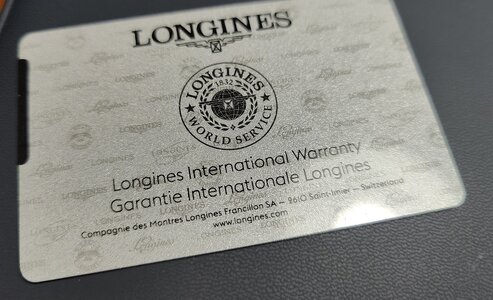 LONGINES
LONGINES
1832
WORLD SERVICE
Longines International Warranty
Garantie Internationale Longines
Compagnie des Montres Longines Francillon SA – 2610 Saint-Imier – Switzerland
www.longines.com